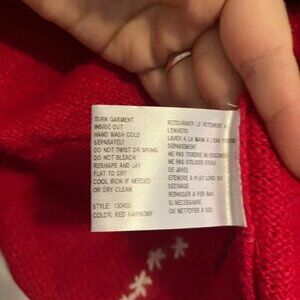 TURN GARMENT
INSIDE OUT
HAND WASH COLD
SEPARATELY
DO NOT TWIST OR WRING
DO NOT BLEACH
RESHAPE AND LAY
FLAT TO DRY
COOL IRON IF NEEDED
OR DRY CLEAN
STYLE: 130455
COLOR: RED HARMONY
RETOURNER LE VETEMENT A
L'ENVERS
LAVER A LA MAIN A L'EAU FROIDE
SEPAREMENT
NE PAS TORDRE NI ESSORER
NE PAS UTILISER
DE JAVEL
ETENDRE A PLAT LORS DU
SECHAGE
REPASSER A FER BAS
SI NECESSAIRE
OU NETTOYER A SEC